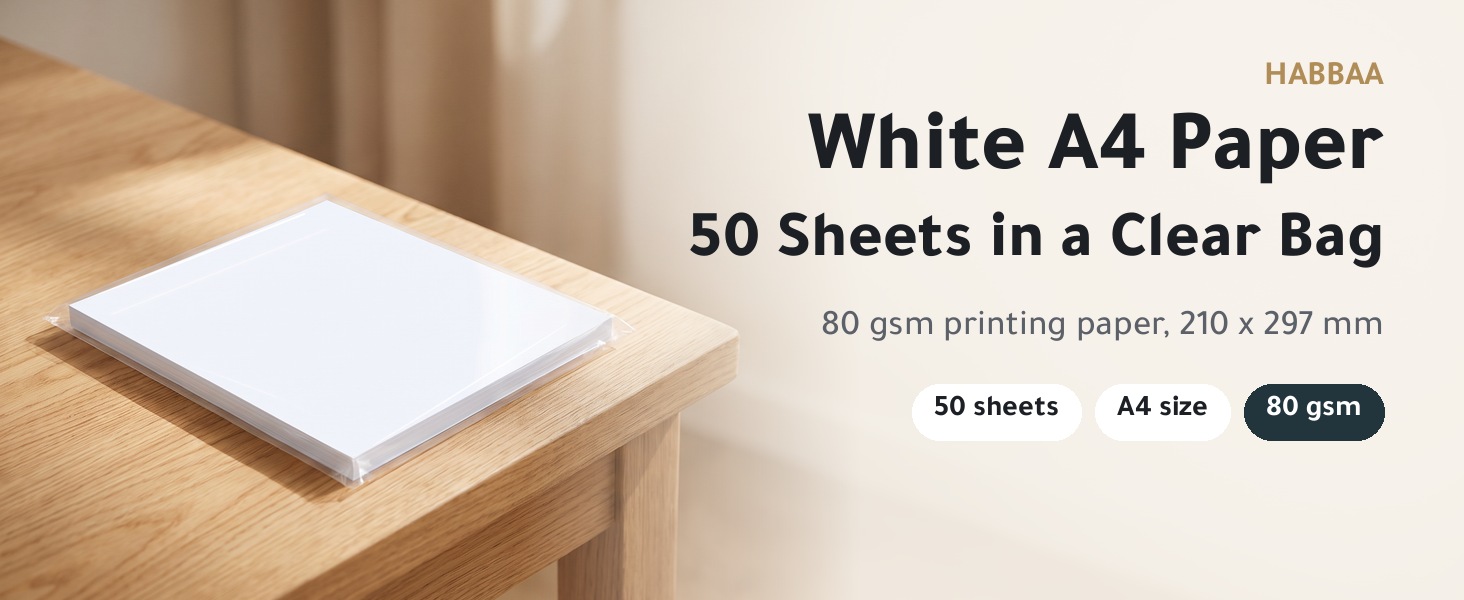 HABBAA
White A4 Paper
50 Sheets in a Clear Bag
80 gsm printing paper, 210 x 297 mm
50 sheets
A4 size
80 gsm